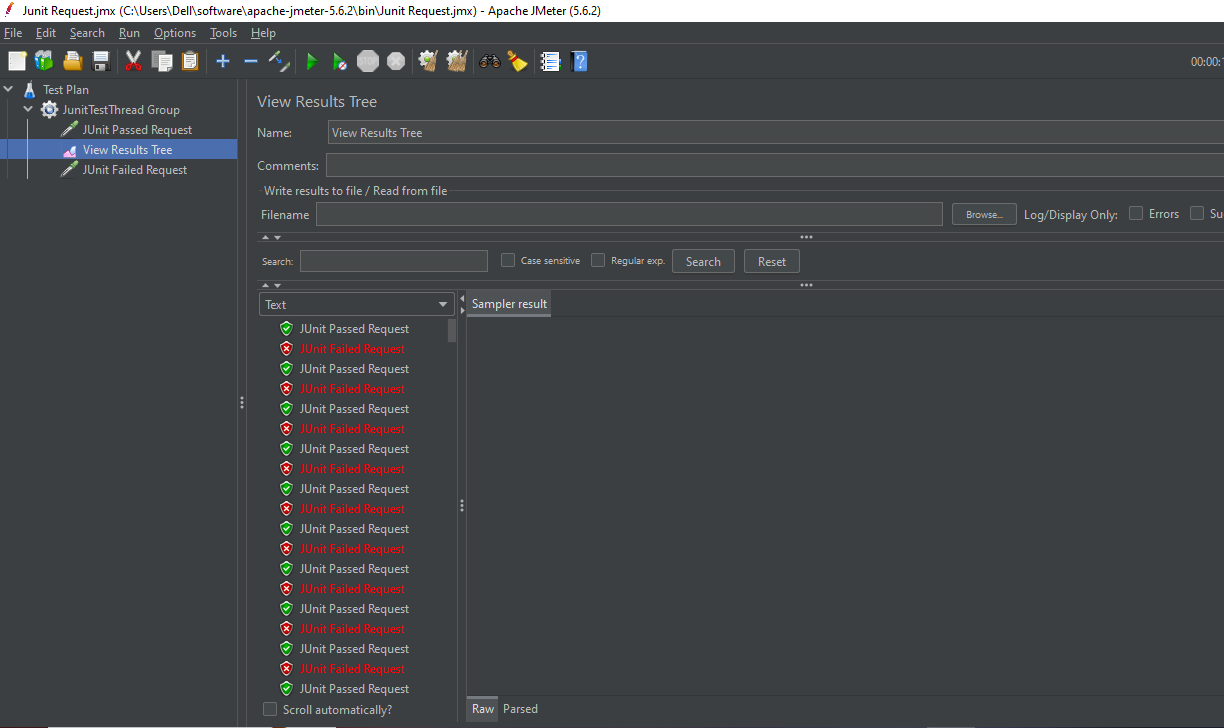 Junit Request.jmx (C:\Users\Dell\software\apache-jmeter-5.6.2\bin\Junit Request.jmx) - Apache JMeter (5.6.2)
File Edit Search Run Options Tools Help
STOP 00:00:
Test Plan
JunitTestThread Group
JUnit Passed Request
View Results Tree
JUnit Failed Request
View Results Tree
Name: View Results Tree
Comments:
Write results to file / Read from file
Filename Browse... Log/Display Only: Errors Su
Search: Case sensitive Regular exp. Search Reset
Text
Sampler result
JUnit Passed Request
JUnit Failed Request
JUnit Passed Request
JUnit Failed Request
JUnit Passed Request
JUnit Failed Request
JUnit Passed Request
JUnit Failed Request
JUnit Passed Request
JUnit Failed Request
JUnit Passed Request
JUnit Failed Request
JUnit Passed Request
JUnit Failed Request
JUnit Passed Request
JUnit Failed Request
JUnit Passed Request
JUnit Failed Request
JUnit Passed Request
Scroll automatically?
Raw Parsed